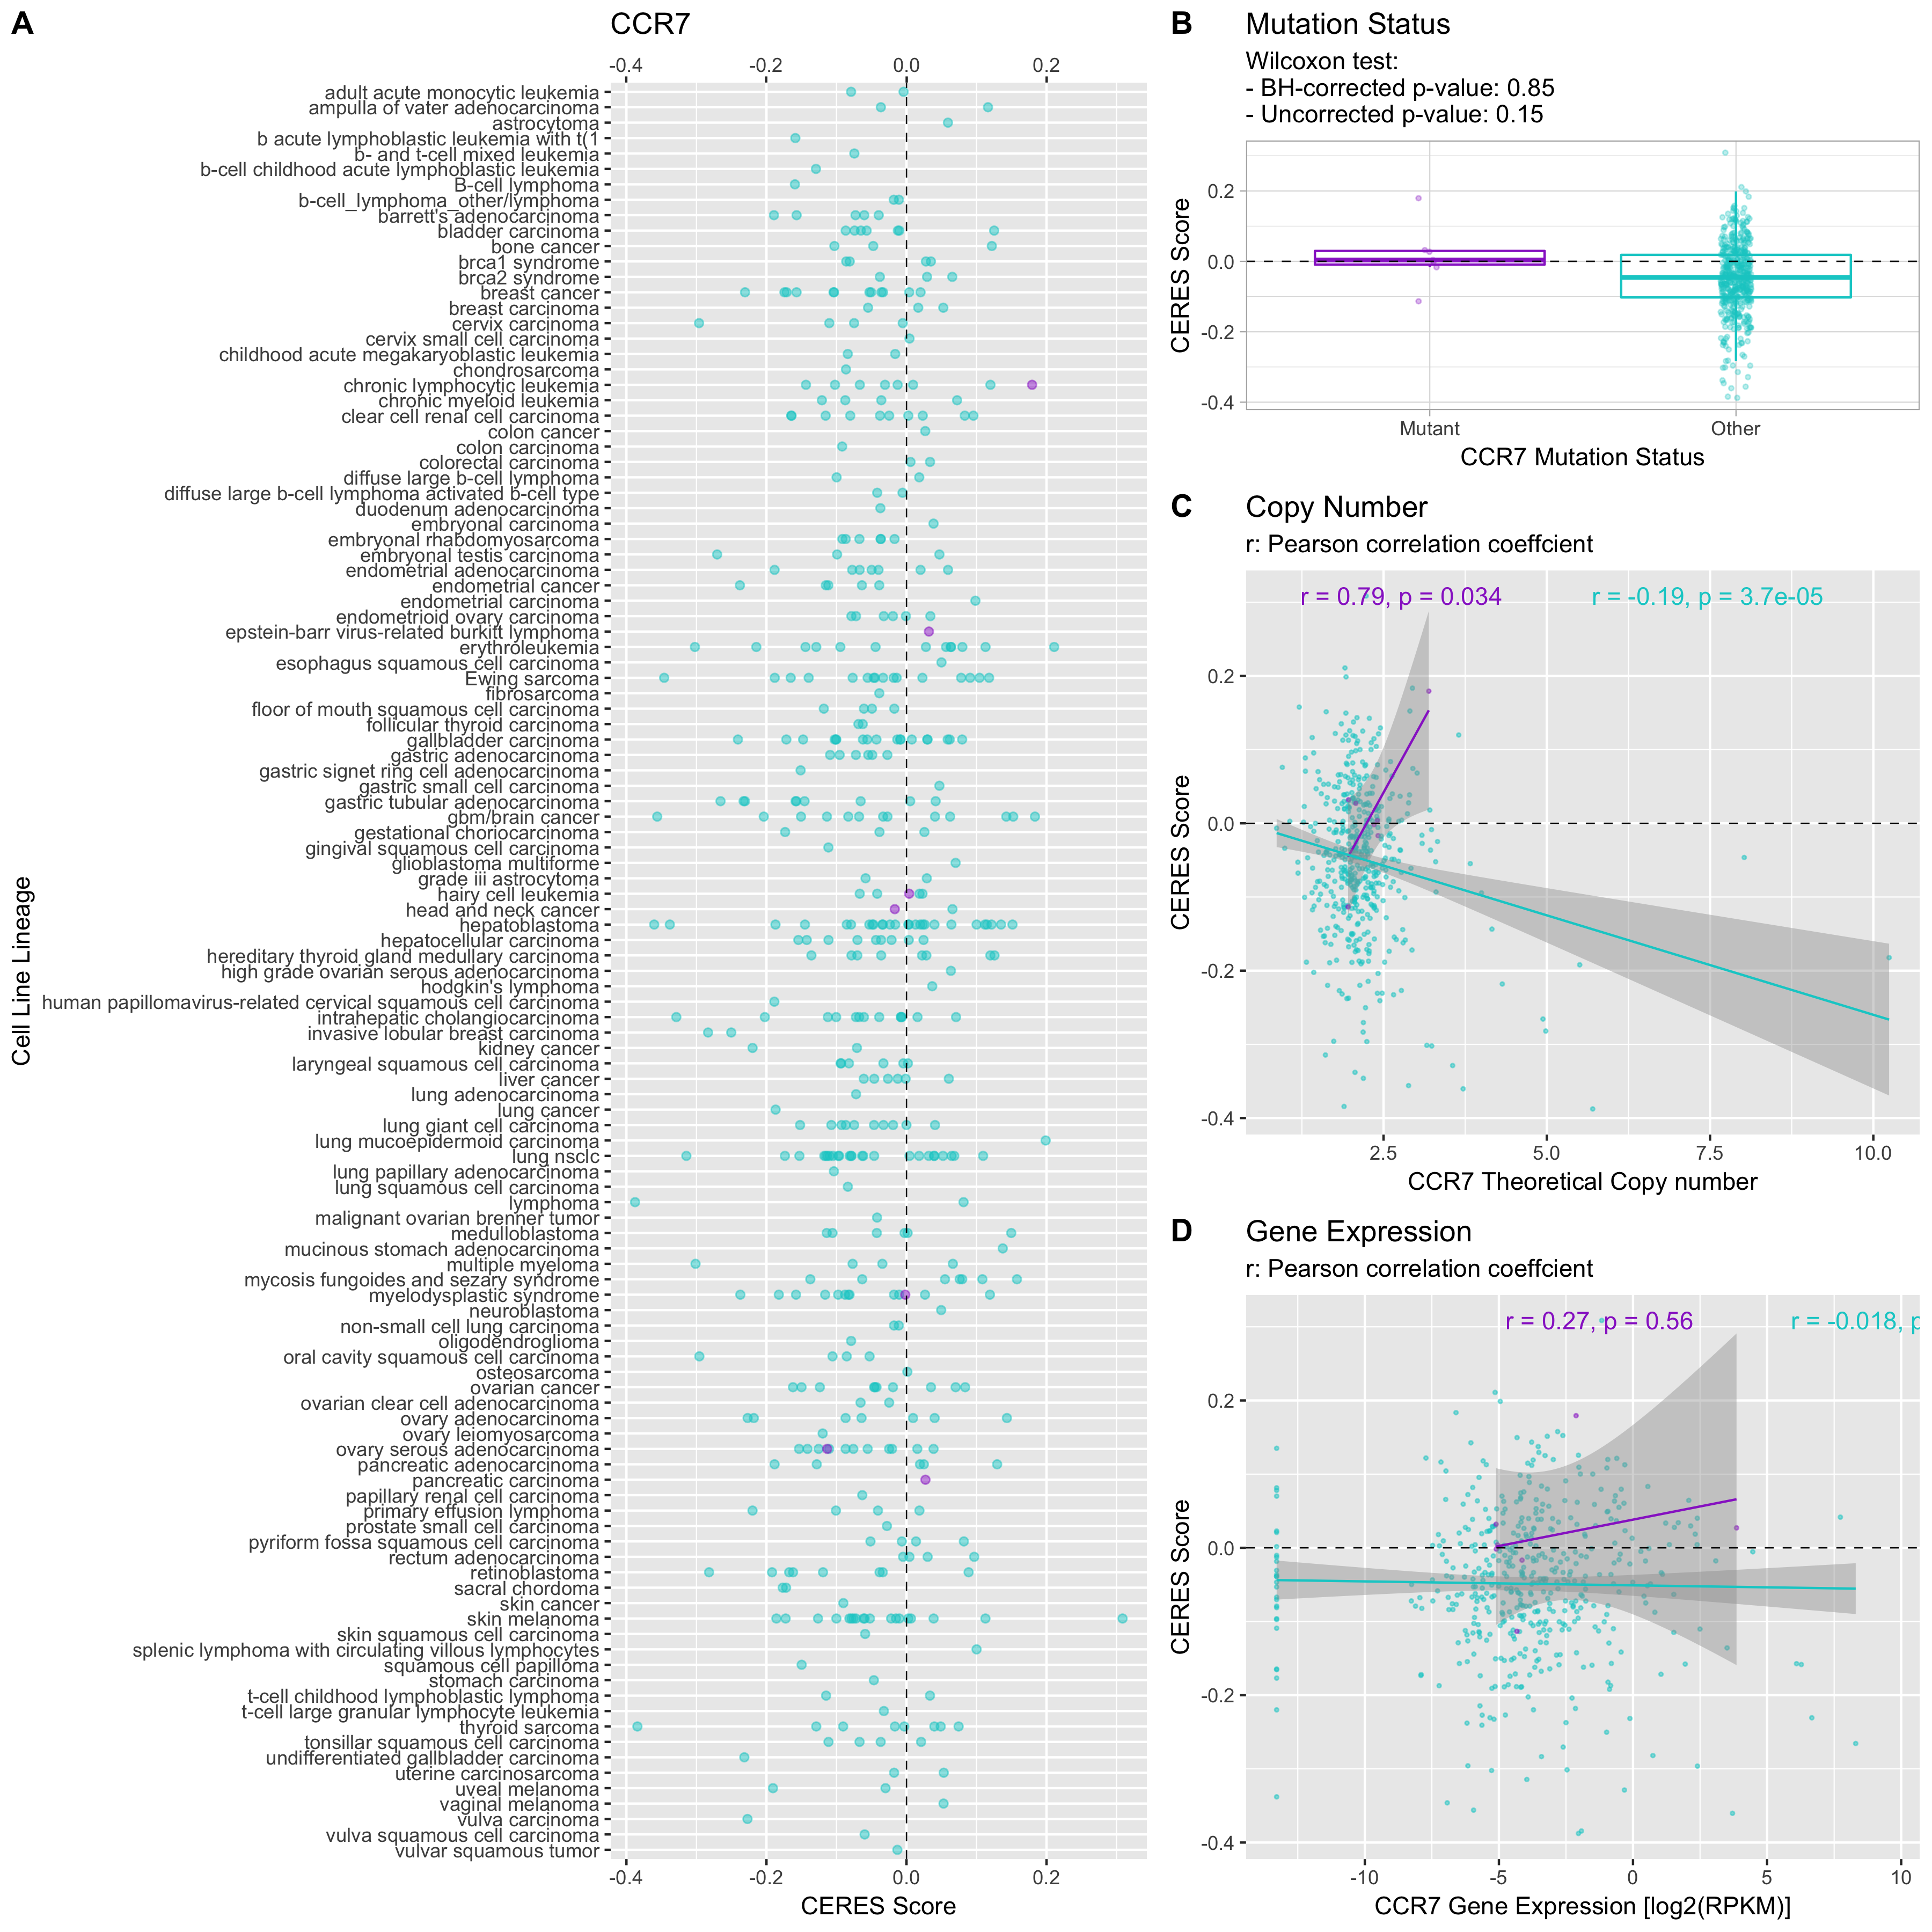 A
CCR7
-0.4 -0.2 0.0 0.2
Cell Line Lineage
adult acute monocytic leukemia
ampulla of vater adenocarcinoma
astrocytoma
b acute lymphoblastic leukemia with t(1
b- and t-cell mixed leukemia
b-cell childhood acute lymphoblastic leukemia
B-cell lymphoma
b-cell_lymphoma_other/lymphoma
barrett's adenocarcinoma
bladder carcinoma
bone cancer
brca1 syndrome
brca2 syndrome
breast cancer
breast carcinoma
cervix carcinoma
cervix small cell carcinoma
childhood acute megakaryoblastic leukemia
chondrosarcoma
chronic lymphocytic leukemia
chronic myeloid leukemia
clear cell renal cell carcinoma
colon cancer
colon carcinoma
colorectal carcinoma
diffuse large b-cell lymphoma
diffuse large b-cell lymphoma activated b-cell type
duodenum adenocarcinoma
embryonal carcinoma
embryonal rhabdomyosarcoma
embryonal testis carcinoma
endometrial adenocarcinoma
endometrial cancer
endometrial carcinoma
endometrioid ovary carcinoma
epstein-barr virus-related burkitt lymphoma
erythroleukemia
esophagus squamous cell carcinoma
Ewing sarcoma
fibrosarcoma
floor of mouth squamous cell carcinoma
follicular thyroid carcinoma
gallbladder carcinoma
gastric adenocarcinoma
gastric signet ring cell adenocarcinoma
gastric small cell carcinoma
gastric tubular adenocarcinoma
gbm/brain cancer
gestational choriocarcinoma
gingival squamous cell carcinoma
glioblastoma multiforme
grade iii astrocytoma
hairy cell leukemia
head and neck cancer
hepatoblastoma
hepatocellular carcinoma
hereditary thyroid gland medullary carcinoma
high grade ovarian serous adenocarcinoma
hodgkin's lymphoma
human papillomavirus-related cervical squamous cell carcinoma
intrahepatic cholangiocarcinoma
invasive lobular breast carcinoma
kidney cancer
laryngeal squamous cell carcinoma
liver cancer
lung adenocarcinoma
lung cancer
lung giant cell carcinoma
lung mucoepidermoid carcinoma
lung nsclc
lung papillary adenocarcinoma
lung squamous cell carcinoma
lymphoma
malignant ovarian brenner tumor
medulloblastoma
mucinous stomach adenocarcinoma
multiple myeloma
mycosis fungoides and sezary syndrome
myelodysplastic syndrome
neuroblastoma
non-small cell lung carcinoma
oligodendroglioma
oral cavity squamous cell carcinoma
osteosarcoma
ovarian cancer
ovarian clear cell adenocarcinoma
ovary adenocarcinoma
ovary leiomyosarcoma
ovary serous adenocarcinoma
pancreatic adenocarcinoma
pancreatic carcinoma
papillary renal cell carcinoma
primary effusion lymphoma
prostate small cell carcinoma
pyriform fossa squamous cell carcinoma
rectum adenocarcinoma
retinoblastoma
sacral chordoma
skin cancer
skin melanoma
skin squamous cell carcinoma
splenic lymphoma with circulating villous lymphocytes
squamous cell papilloma
stomach carcinoma
t-cell childhood lymphoblastic lymphoma
t-cell large granular lymphocyte leukemia
thyroid sarcoma
tonsillar squamous cell carcinoma
undifferentiated gallbladder carcinoma
uterine carcinosarcoma
uveal melanoma
vaginal melanoma
vulva carcinoma
vulva squamous cell carcinoma
vulvar squamous tumor
-0.4 -0.2 0.0 0.2
CERES Score
B
Mutation Status
Wilcoxon test:
- BH-corrected p-value: 0.85
- Uncorrected p-value: 0.15
CERES Score
0.2
0.0
-0.2
-0.4
Mutant Other
CCR7 Mutation Status
C
Copy Number
r: Pearson correlation coeffcient
r = 0.79, p = 0.034 r = -0.19, p = 3.7e-05
CERES Score
0.2
0.0
-0.2
-0.4
2.5 5.0 7.5 10.0
CCR7 Theoretical Copy number
D
Gene Expression
r: Pearson correlation coeffcient
r = 0.27, p = 0.56 r = -0.018, p
CERES Score
0.2
0.0
-0.2
-0.4
-10 -5 0 5 10
CCR7 Gene Expression [log2(RPKM)]